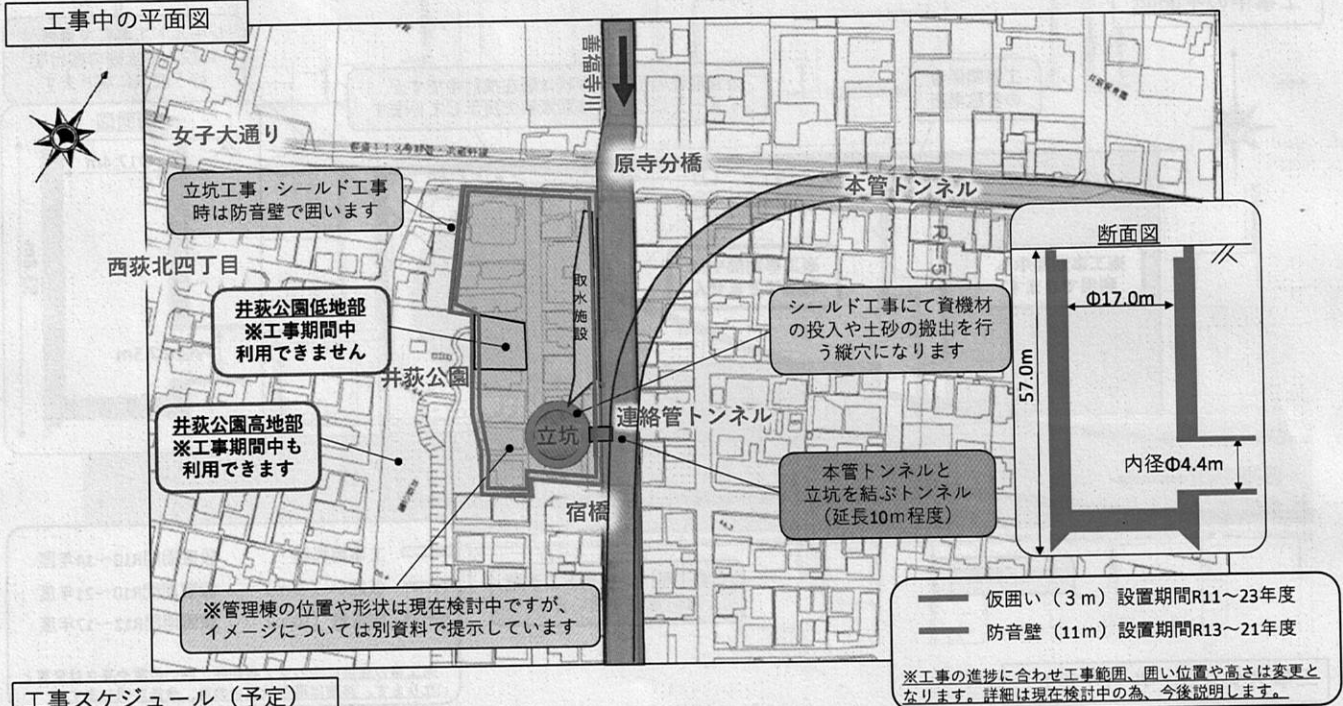 工事中の平面図
善福寺川
女子大通り
原寺分橋
本管トンネル
立坑工事・シールド工事
時は防音壁で囲います
断面図
西荻北四丁目
取水施設
Φ17.0m
井荻公園低地部
※工事期間中
利用できません
シールド工事にて資機材
の投入や土砂の搬出を行
う縦穴になります
57.0m
井荻公園
井荻公園高地部
※工事期間中も
利用できます
立坑
連絡管トンネル
内径Φ4.4m
本管トンネルと
立坑を結ぶトンネル
(延長10m程度)
宿橋
※管理棟の位置や形状は現在検討中ですが、
イメージについては別資料で提示しています
仮囲い(3m)設置期間R11~23年度
防音壁(11m)設置期間R13~21年度
※工事の進捗に合わせ工事範囲、囲い位置や高さは変更と
なります。詳細は現在検討中の為、今後説明します。
工事スケジュール(予定)